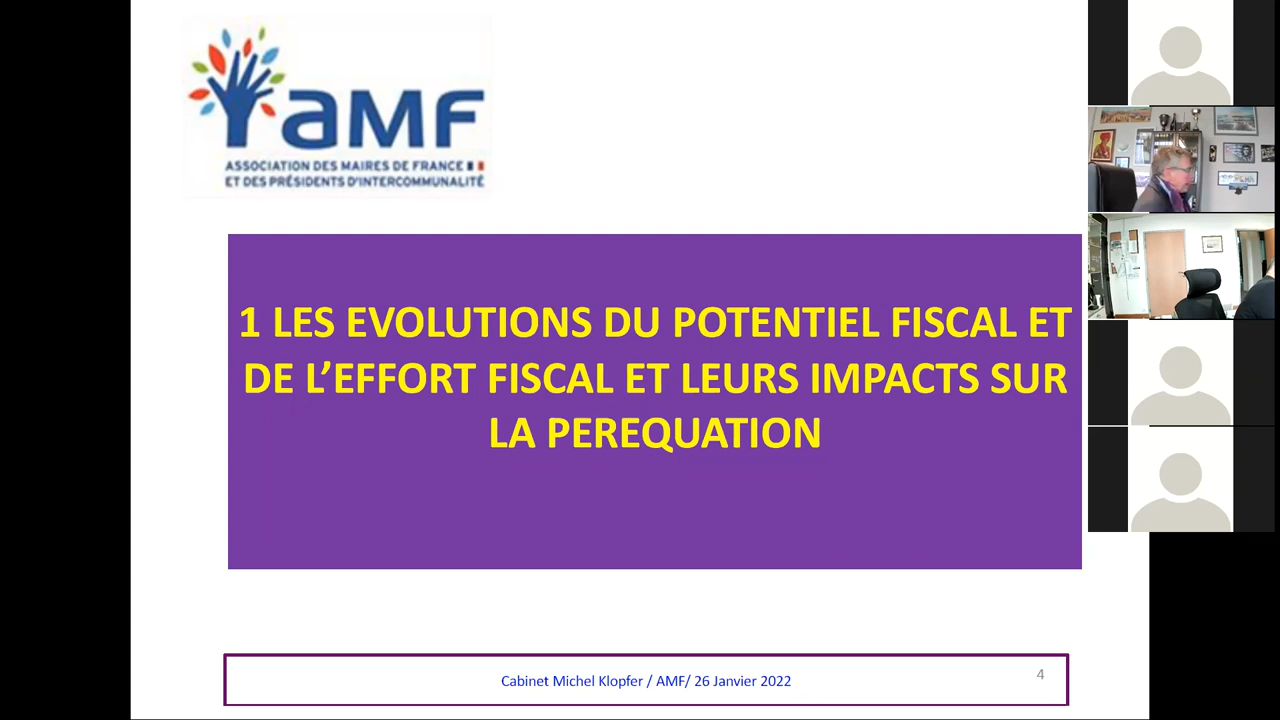 aMF
ASSOCIATION DES MAIRES DE FRANCE
ET DES PRÉSIDENTS D'INTERCOMMUNALITÉ
1 LES EVOLUTIONS DU POTENTIEL FISCAL ET
DE L’EFFORT FISCAL ET LEURS IMPACTS SUR
LA PEREQUATION
Cabinet Michel Klopfer / AMF/ 26 Janvier 2022
4